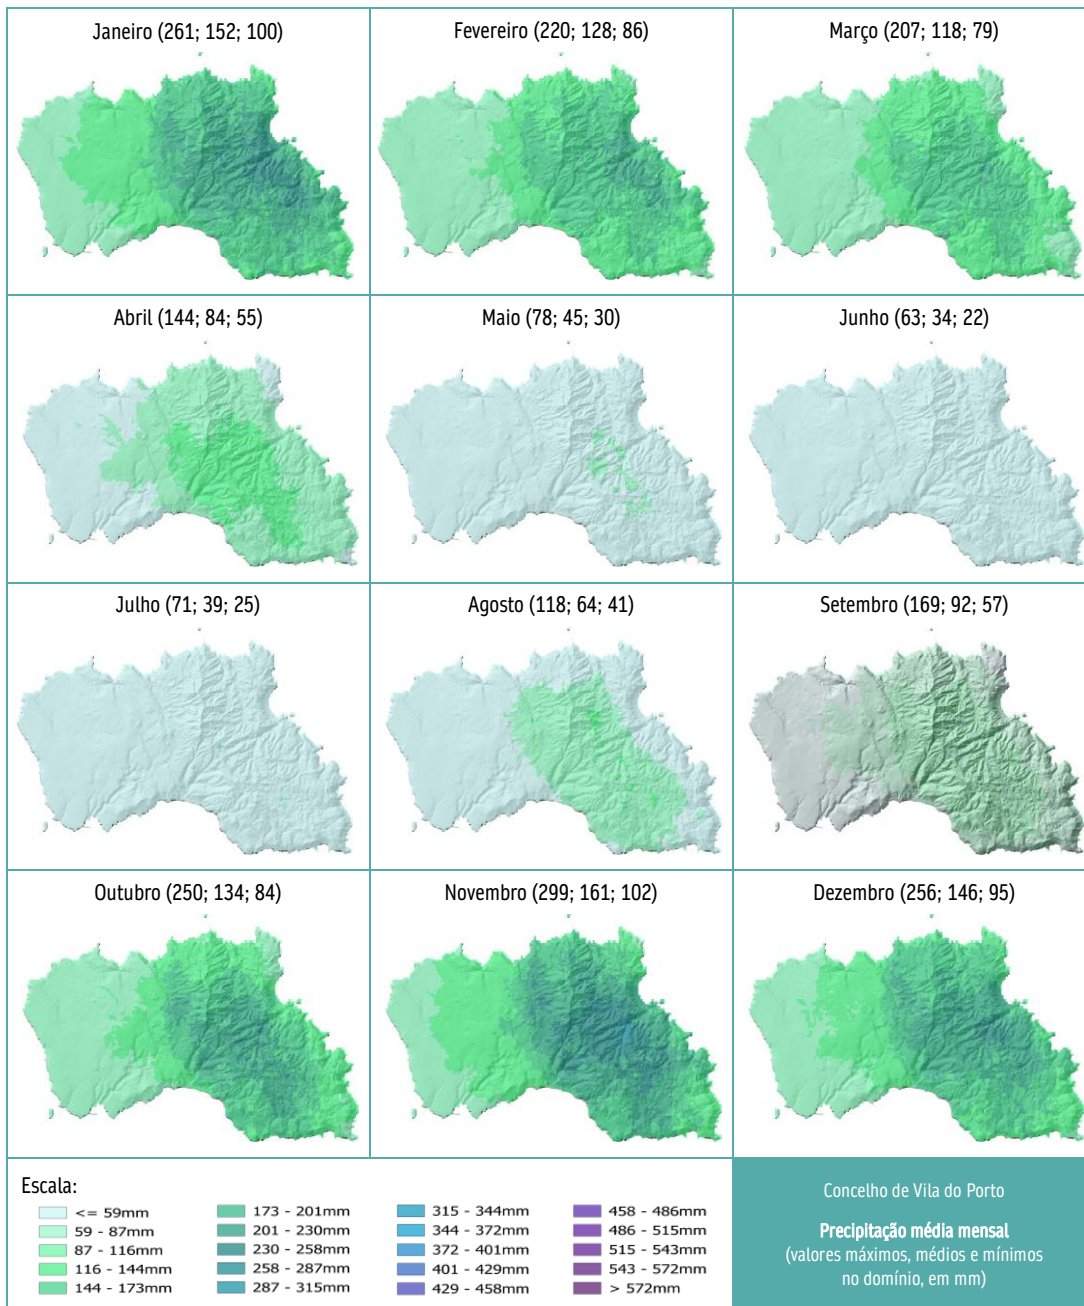 Janeiro (261; 152; 100)
Fevereiro (220; 128; 86)
Março (207; 118; 79)
Abril (144; 84; 55)
Maio (78; 45; 30)
Junho (63; 34; 22)
Julho (71; 39; 25)
Agosto (118; 64; 41)
Setembro (169; 92; 57)
Outubro (250; 134; 84)
Novembro (299; 161; 102)
Dezembro (256; 146; 95)
Escala:
<= 59mm
59 - 87mm
87 - 116mm
116 - 144mm
144 - 173mm
173 - 201mm
201 - 230mm
230 - 258mm
258 - 287mm
287 - 315mm
315 - 344mm
344 - 372mm
372 - 401mm
401 - 429mm
429 - 458mm
458 - 486mm
486 - 515mm
515 - 543mm
543 - 572mm
> 572mm
Concelho de Vila do Porto
Precipitação média mensal
(valores máximos, médios e mínimos
no domínio, em mm)